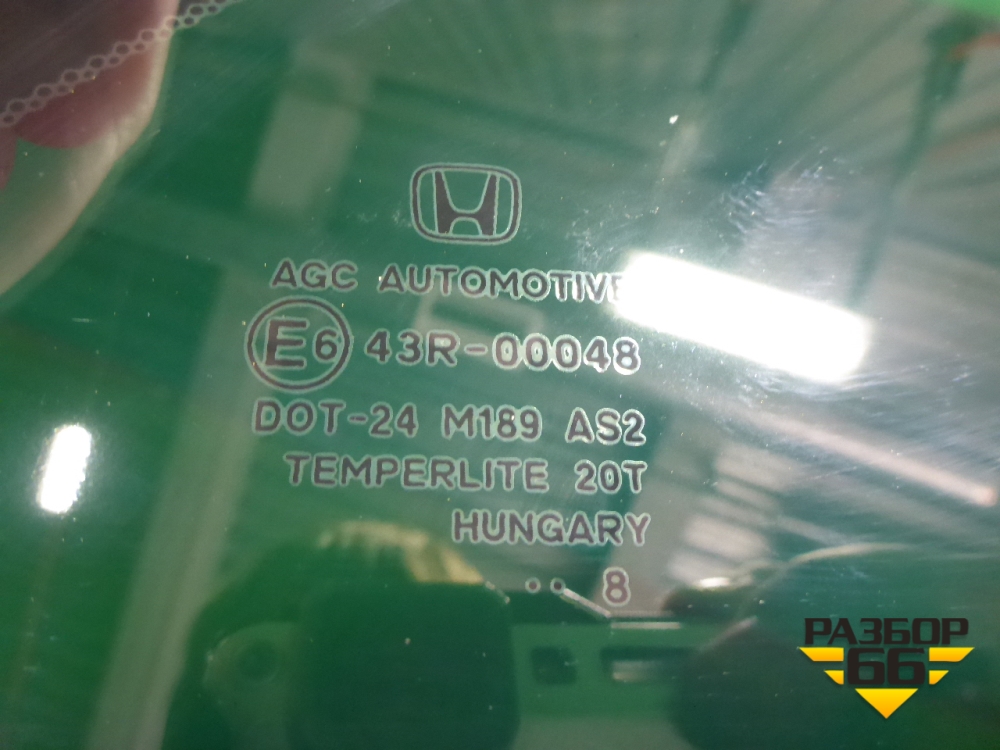 AGC AUTOMOTIVE
E6 43R-00048
DOT-24 M189 AS2
TEMPERLITE 20T
HUNGARY
.. 8
РАЗБОР
66